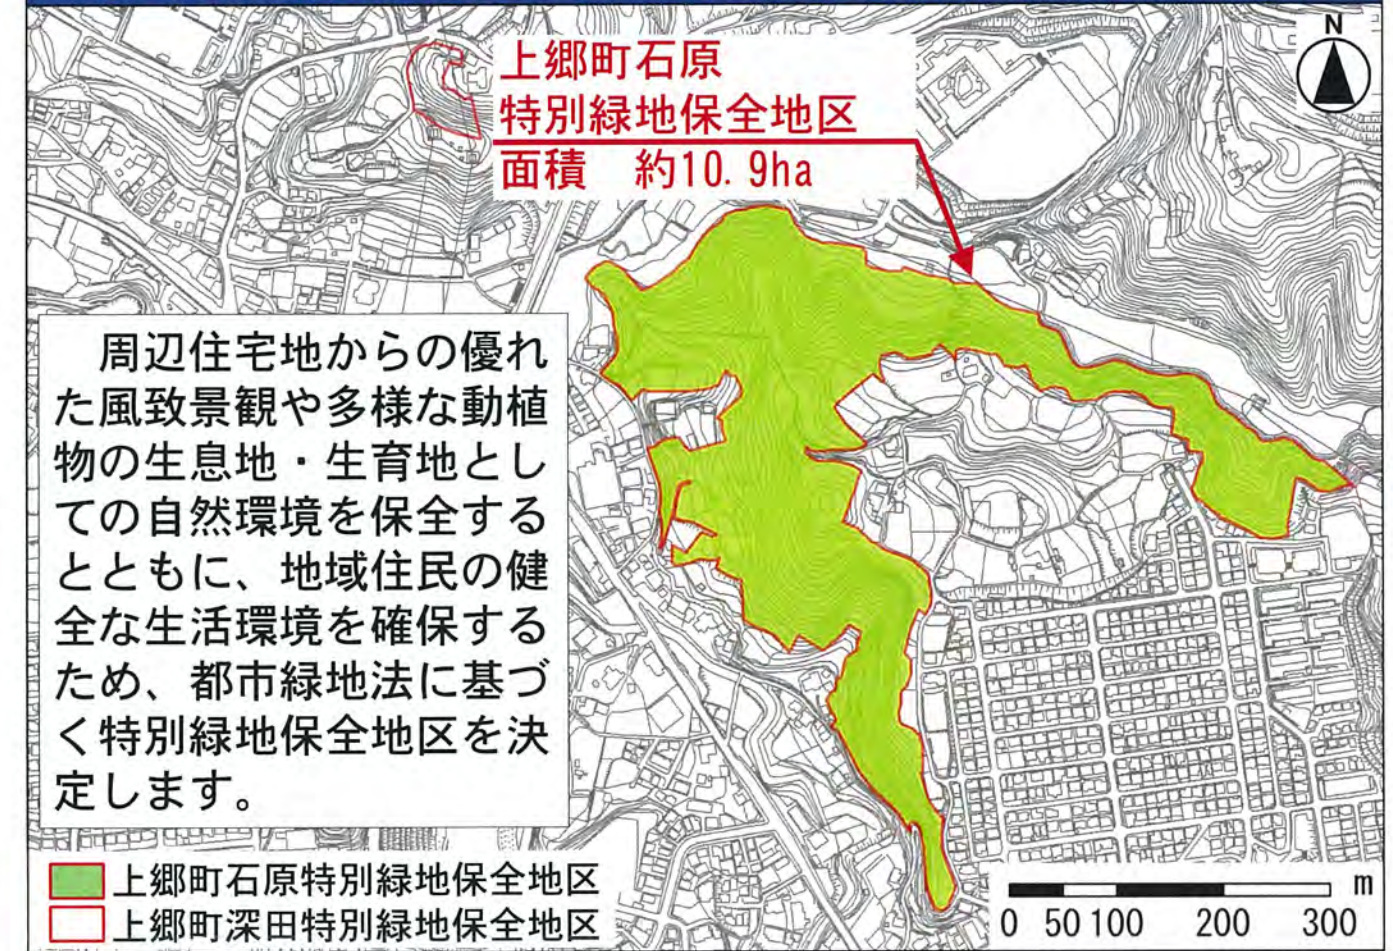 N
上郷町石原
特別緑地保全地区
面積　約10.9ha
　周辺住宅地からの優れ
た風致景観や多様な動植
物の生息地・生育地とし
ての自然環境を保全する
とともに、地域住民の健
全な生活環境を確保する
ため、都市緑地法に基づ
く特別緑地保全地区を決
定します。
上郷町石原特別緑地保全地区
上郷町深田特別緑地保全地区
m
0 50 100 200 300